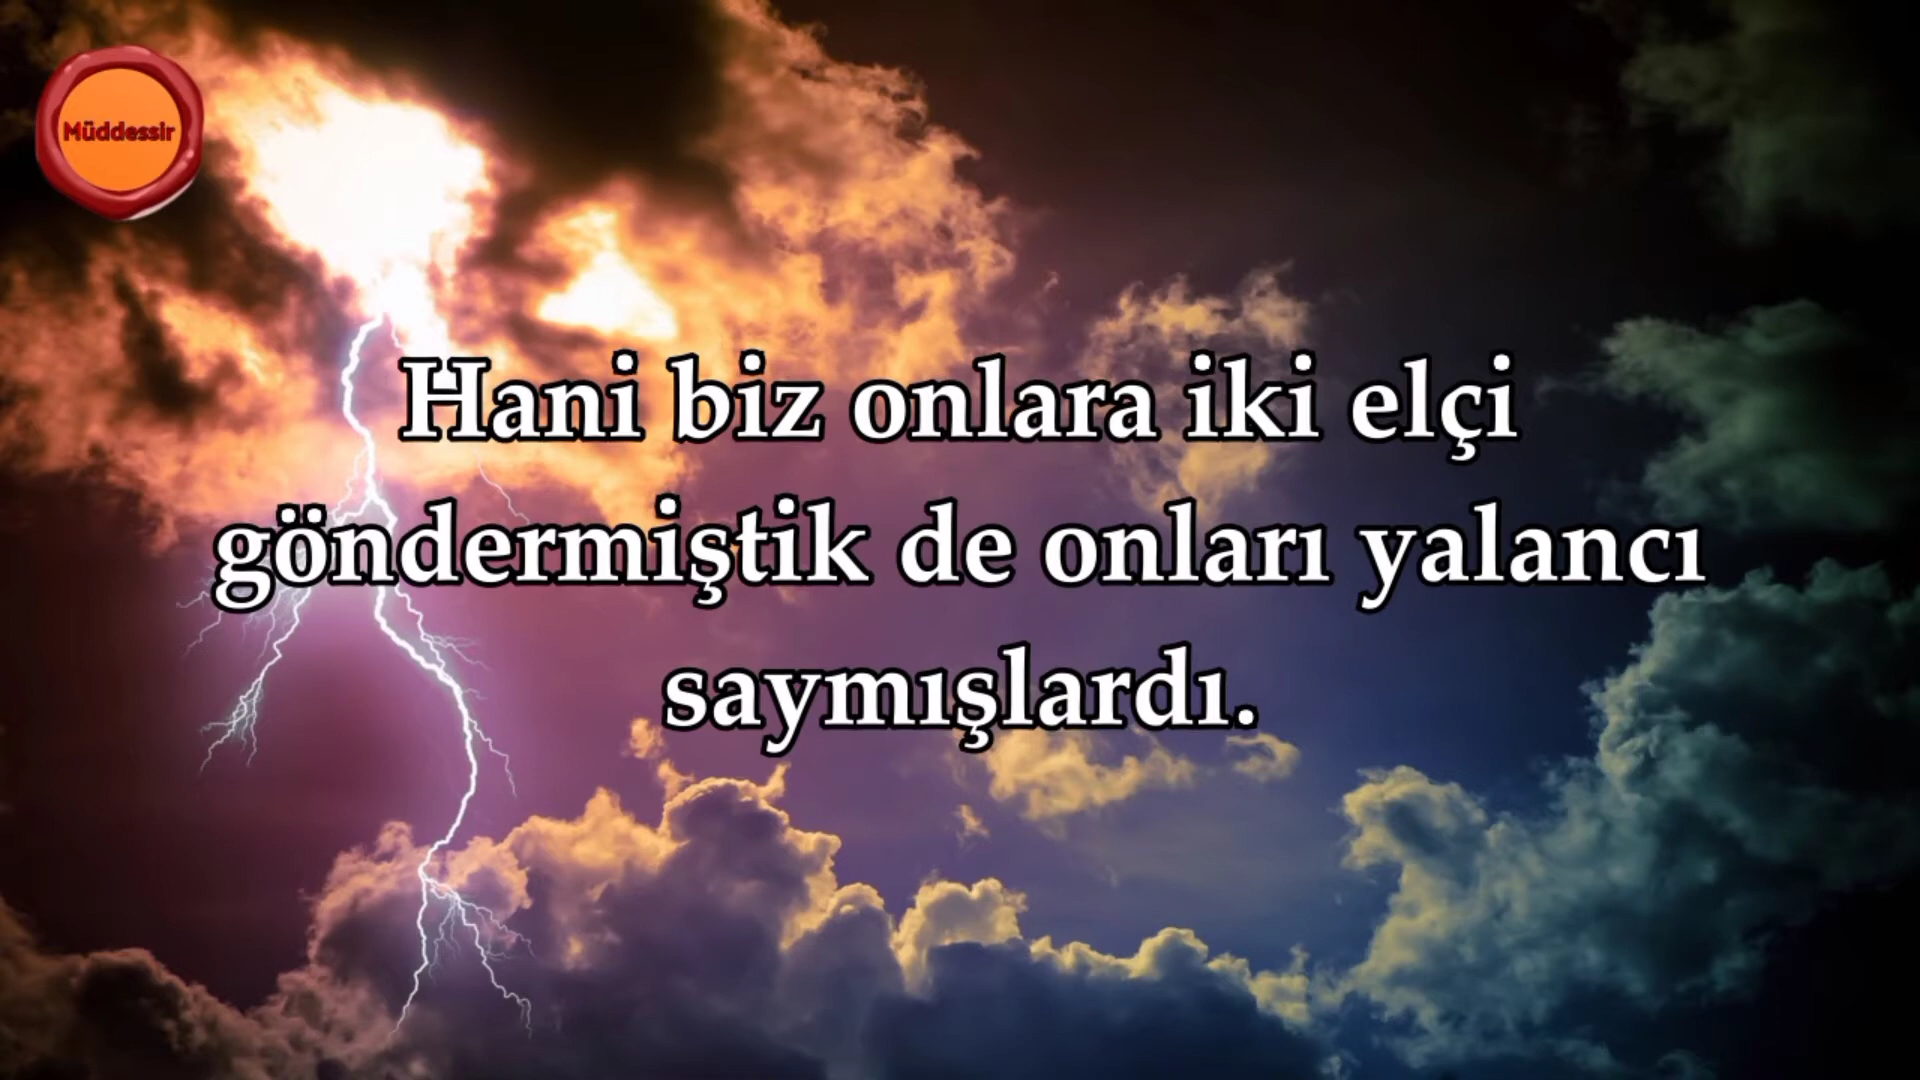 Müddessir
Hani biz onlara iki elçi
göndermiştik de onları yalancı
saymışlardı.